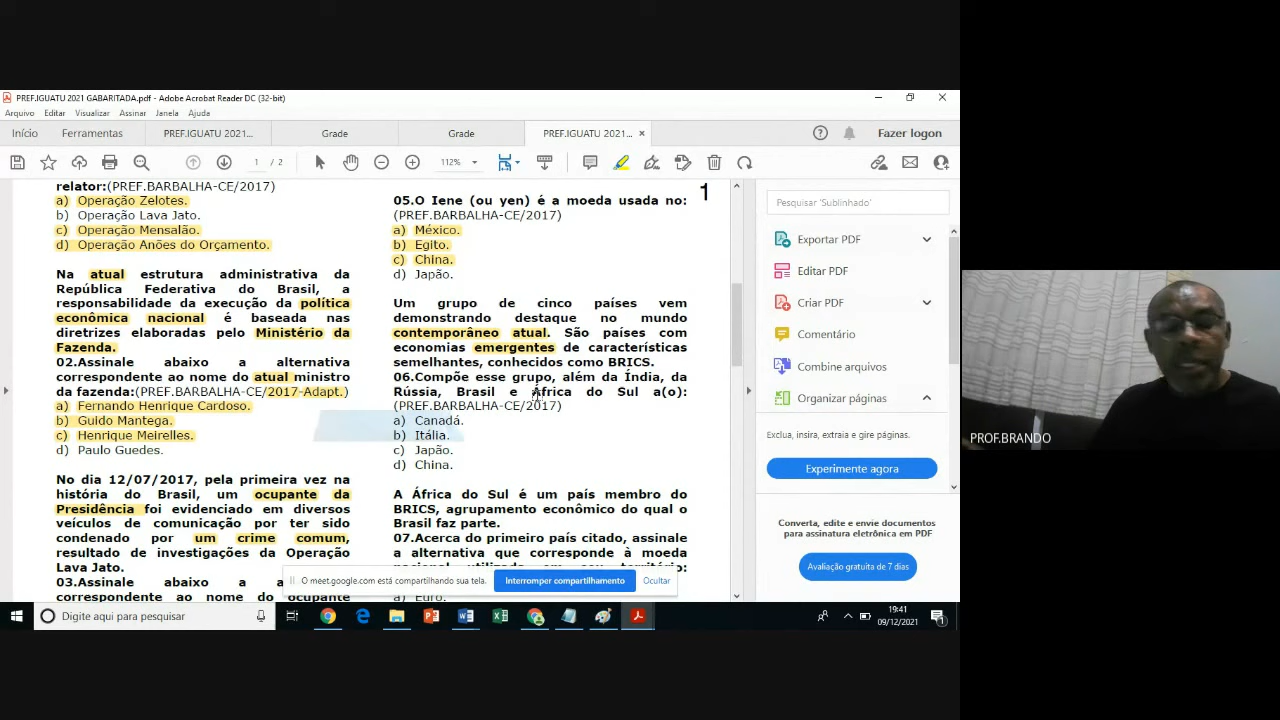 PREF.IGUATU 2021 GABARITADA.pdf - Adobe Acrobat Reader DC (32-bit)
Arquivo Editar Visualizar Assinar Janela Ajuda
Início Ferramentas PREF.IGUATU 2021... Grade Grade PREF.IGUATU 2021... × Fazer logon
1 / 2 112%
relator:(PREF.BARBALHA-CE/2017)
a) Operação Zelotes.
b) Operação Lava Jato.
c) Operação Mensalão.
d) Operação Anões do Orçamento.
Na atual estrutura administrativa da
República Federativa do Brasil, a
responsabilidade da execução da política
econômica nacional é baseada nas
diretrizes elaboradas pelo Ministério da
Fazenda.
02.Assinale abaixo a alternativa
correspondente ao nome do atual ministro
da fazenda:(PREF.BARBALHA-CE/2017-Adapt.)
a) Fernando Henrique Cardoso.
b) Guido Mantega.
c) Henrique Meirelles.
d) Paulo Guedes.
No dia 12/07/2017, pela primeira vez na
história do Brasil, um ocupante da
Presidência foi evidenciado em diversos
veículos de comunicação por ter sido
condenado por um crime comum,
resultado de investigações da Operação
Lava Jato.
03.Assinale abaixo a
correspondente ao nome do ocupante
1
05.O Iene (ou yen) é a moeda usada no:
(PREF.BARBALHA-CE/2017)
a) México.
b) Egito.
c) China.
d) Japão.
Um grupo de cinco países vem
demonstrando destaque no mundo
contemporâneo atual. São países com
economias emergentes de características
semelhantes, conhecidos como BRICS.
06.Compõe esse grupo, além da Índia, da
Rússia, Brasil e África do Sul a(o):
(PREF.BARBALHA-CE/2017)
a) Canadá.
b) Itália.
c) Japão.
d) China.
A África do Sul é um país membro do
BRICS, agrupamento econômico do qual o
Brasil faz parte.
07.Acerca do primeiro país citado, assinale
a alternativa que corresponde à moeda
nacional utilizada em seu território:
a) Euro.
Pesquisar 'Sublinhado'
Exportar PDF
Editar PDF
Criar PDF
Comentário
Combine arquivos
Organizar páginas
Exclua, insira, extraia e gire páginas.
Experimente agora
Converta, edite e envie documentos
para assinatura eletrônica em PDF
Avaliação gratuita de 7 dias
O meet.google.com está compartilhando sua tela. Interromper compartilhamento Ocultar
Digite aqui para pesquisar
19:41
09/12/2021
PROF.BRANDO